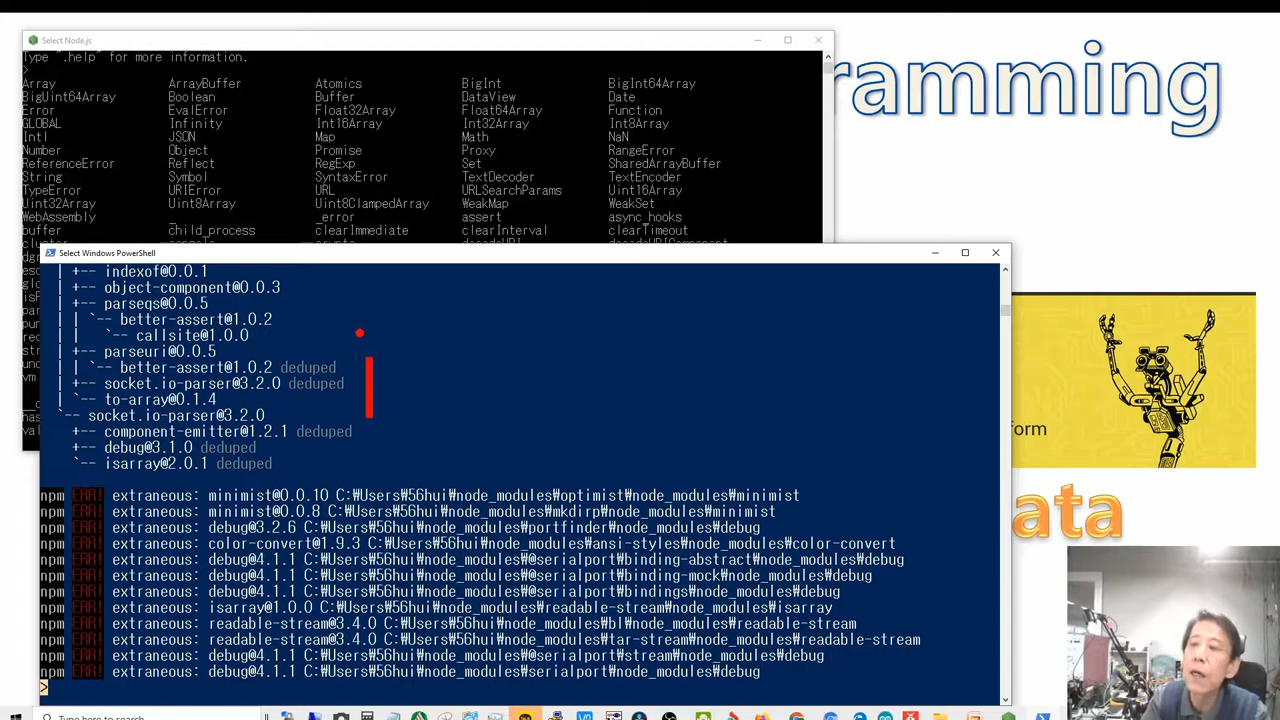 Select Node.js
Type ".help" for more information.
>
Array ArrayBuffer Atomics BigInt BigInt64Array
BigUint64Array Boolean Buffer DataView Date
Error EvalError Float32Array Float64Array Function
GLOBAL Infinity Int16Array Int32Array Int8Array
Intl JSON Map Math NaN
Number Object Promise Proxy RangeError
ReferenceError Reflect RegExp Set SharedArrayBuffer
String Symbol SyntaxError TextDecoder TextEncoder
TypeError URIError URL URLSearchParams Uint16Array
Uint32Array Uint8Array Uint8ClampedArray WeakMap WeakSet
WebAssembly _ _error assert async_hooks
buffer child_process clearImmediate clearInterval clearTimeout
ramming
Select Windows PowerShell
| +-- indexof@0.0.1
| +-- object-component@0.0.3
| +-- parseqs@0.0.5
| | `-- better-assert@1.0.2
| | `-- callsite@1.0.0
| +-- parseuri@0.0.5
| | `-- better-assert@1.0.2 deduped
| +-- socket.io-parser@3.2.0 deduped
| `-- to-array@0.1.4
`-- socket.io-parser@3.2.0
+-- component-emitter@1.2.1 deduped
+-- debug@3.1.0 deduped
`-- isarray@2.0.1 deduped
npm ERR! extraneous: minimist@0.0.10 C:₩Users₩56hui₩node_modules₩optimist₩node_modules₩minimist
npm ERR! extraneous: minimist@0.0.8 C:₩Users₩56hui₩node_modules₩mkdirp₩node_modules₩minimist
npm ERR! extraneous: debug@3.2.6 C:₩Users₩56hui₩node_modules₩portfinder₩node_modules₩debug
npm ERR! extraneous: color-convert@1.9.3 C:₩Users₩56hui₩node_modules₩ansi-styles₩node_modules₩color-convert
npm ERR! extraneous: debug@4.1.1 C:₩Users₩56hui₩node_modules₩@serialport₩binding-abstract₩node_modules₩debug
npm ERR! extraneous: debug@4.1.1 C:₩Users₩56hui₩node_modules₩@serialport₩binding-mock₩node_modules₩debug
npm ERR! extraneous: debug@4.1.1 C:₩Users₩56hui₩node_modules₩@serialport₩bindings₩node_modules₩debug
npm ERR! extraneous: isarray@1.0.0 C:₩Users₩56hui₩node_modules₩readable-stream₩node_modules₩isarray
npm ERR! extraneous: readable-stream@3.4.0 C:₩Users₩56hui₩node_modules₩bl₩node_modules₩readable-stream
npm ERR! extraneous: readable-stream@3.4.0 C:₩Users₩56hui₩node_modules₩tar-stream₩node_modules₩readable-stream
npm ERR! extraneous: debug@4.1.1 C:₩Users₩56hui₩node_modules₩@serialport₩stream₩node_modules₩debug
npm ERR! extraneous: debug@4.1.1 C:₩Users₩56hui₩node_modules₩serialport₩node_modules₩debug
>
form
ata
Type here to search